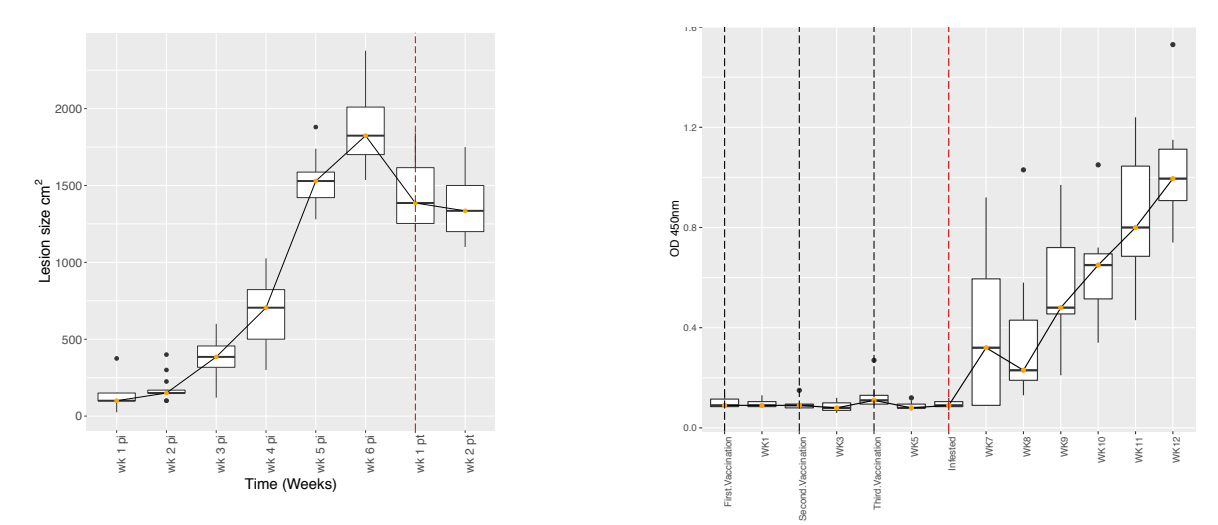 Lesion size cm2
2000
1500
1000
500
0
wk 1 pi
wk 2 pi
wk 3 pi
wk 4 pi
wk 5 pi
wk 6 pi
wk 1 pt
wk 2 pt
Time (Weeks)
OD 450nm
1.6
1.2
0.8
0.4
0.0
First.Vaccination
WK1
Second.Vaccination
WK3
Third.Vaccination
WK5
Infested
WK7
WK8
WK9
WK10
WK11
WK12